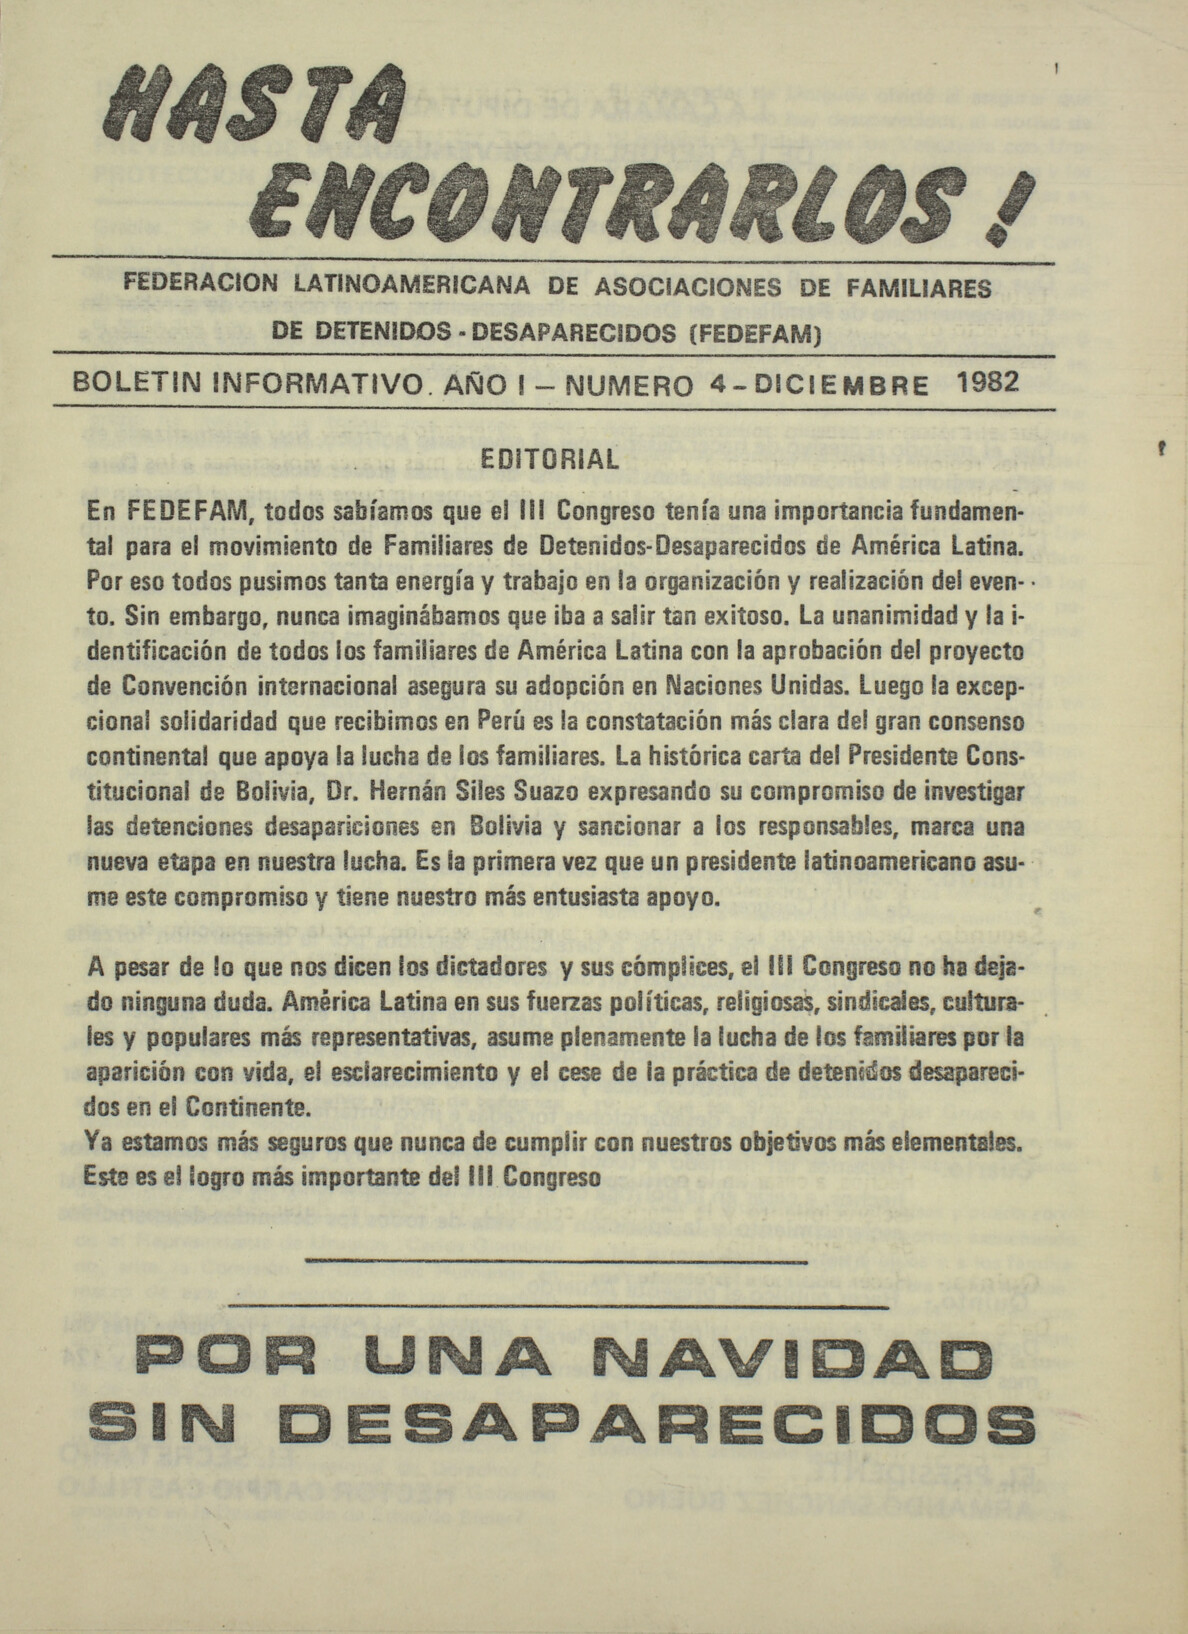 HASTA
ENCONTRARLOS!
FEDERACION LATINOAMERICANA DE ASOCIACIONES DE FAMILIARES
DE DETENIDOS-DESAPARECIDOS (FEDEFAM)
BOLETIN INFORMATIVO. AÑO I – NUMERO 4-DICIEMBRE 1982
EDITORIAL
En FEDEFAM, todos sabíamos que el III Congreso tenía una importancia fundamen-
tal para el movimiento de Familiares de Detenidos-Desaparecidos de América Latina.
Por eso todos pusimos tanta energía y trabajo en la organización y realización del even-
to. Sin embargo, nunca imaginábamos que iba a salir tan exitoso. La unanimidad y la i-
dentificación de todos los familiares de América Latina con la aprobación del proyecto
de Convención internacional asegura su adopción en Naciones Unidas. Luego la excep-
cional solidaridad que recibimos en Perú es la constatación más clara del gran consenso
continental que apoya la lucha de los familiares. La histórica carta del Presidente Cons-
titucional de Bolivia, Dr. Hernán Siles Suazo expresando su compromiso de investigar
las detenciones desapariciones en Bolivia y sancionar a los responsables, marca una
nueva etapa en nuestra lucha. Es la primera vez que un presidente latinoamericano asu-
me este compromiso y tiene nuestro más entusiasta apoyo.
A pesar de lo que nos dicen los dictadores y sus cómplices, el III Congreso no ha deja-
do ninguna duda. América Latina en sus fuerzas políticas, religiosas, sindicales, cultura-
les y populares más representativas, asume plenamente la lucha de los familiares por la
aparición con vida, el esclarecimiento y el cese de la práctica de detenidos desapareci-
dos en el Continente.
Ya estamos más seguros que nunca de cumplir con nuestros objetivos más elementales.
Este es el logro más importante del III Congreso
POR UNA NAVIDAD
SIN DESAPARECIDOS